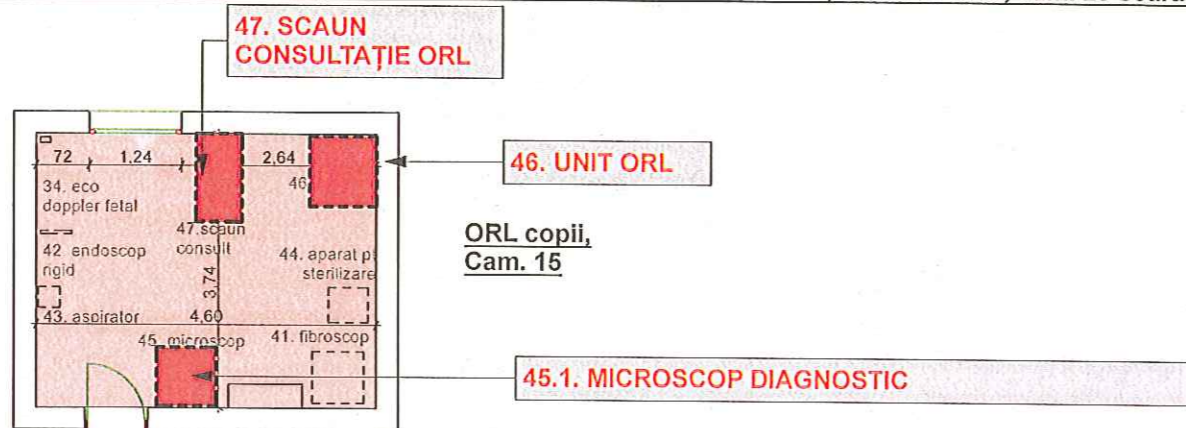 47. SCAUN
CONSULTAȚIE ORL
72 1,24 2,64
46. UNIT ORL
34. eco
doppler fetal
46
47.scaun
consult
42 endoscop
rigid
44. aparat pt
sterilizare
ORL copii,
Cam. 15
3,74
43. aspirator
4,60
45. microscop
41. fibroscop
45.1. MICROSCOP DIAGNOSTIC